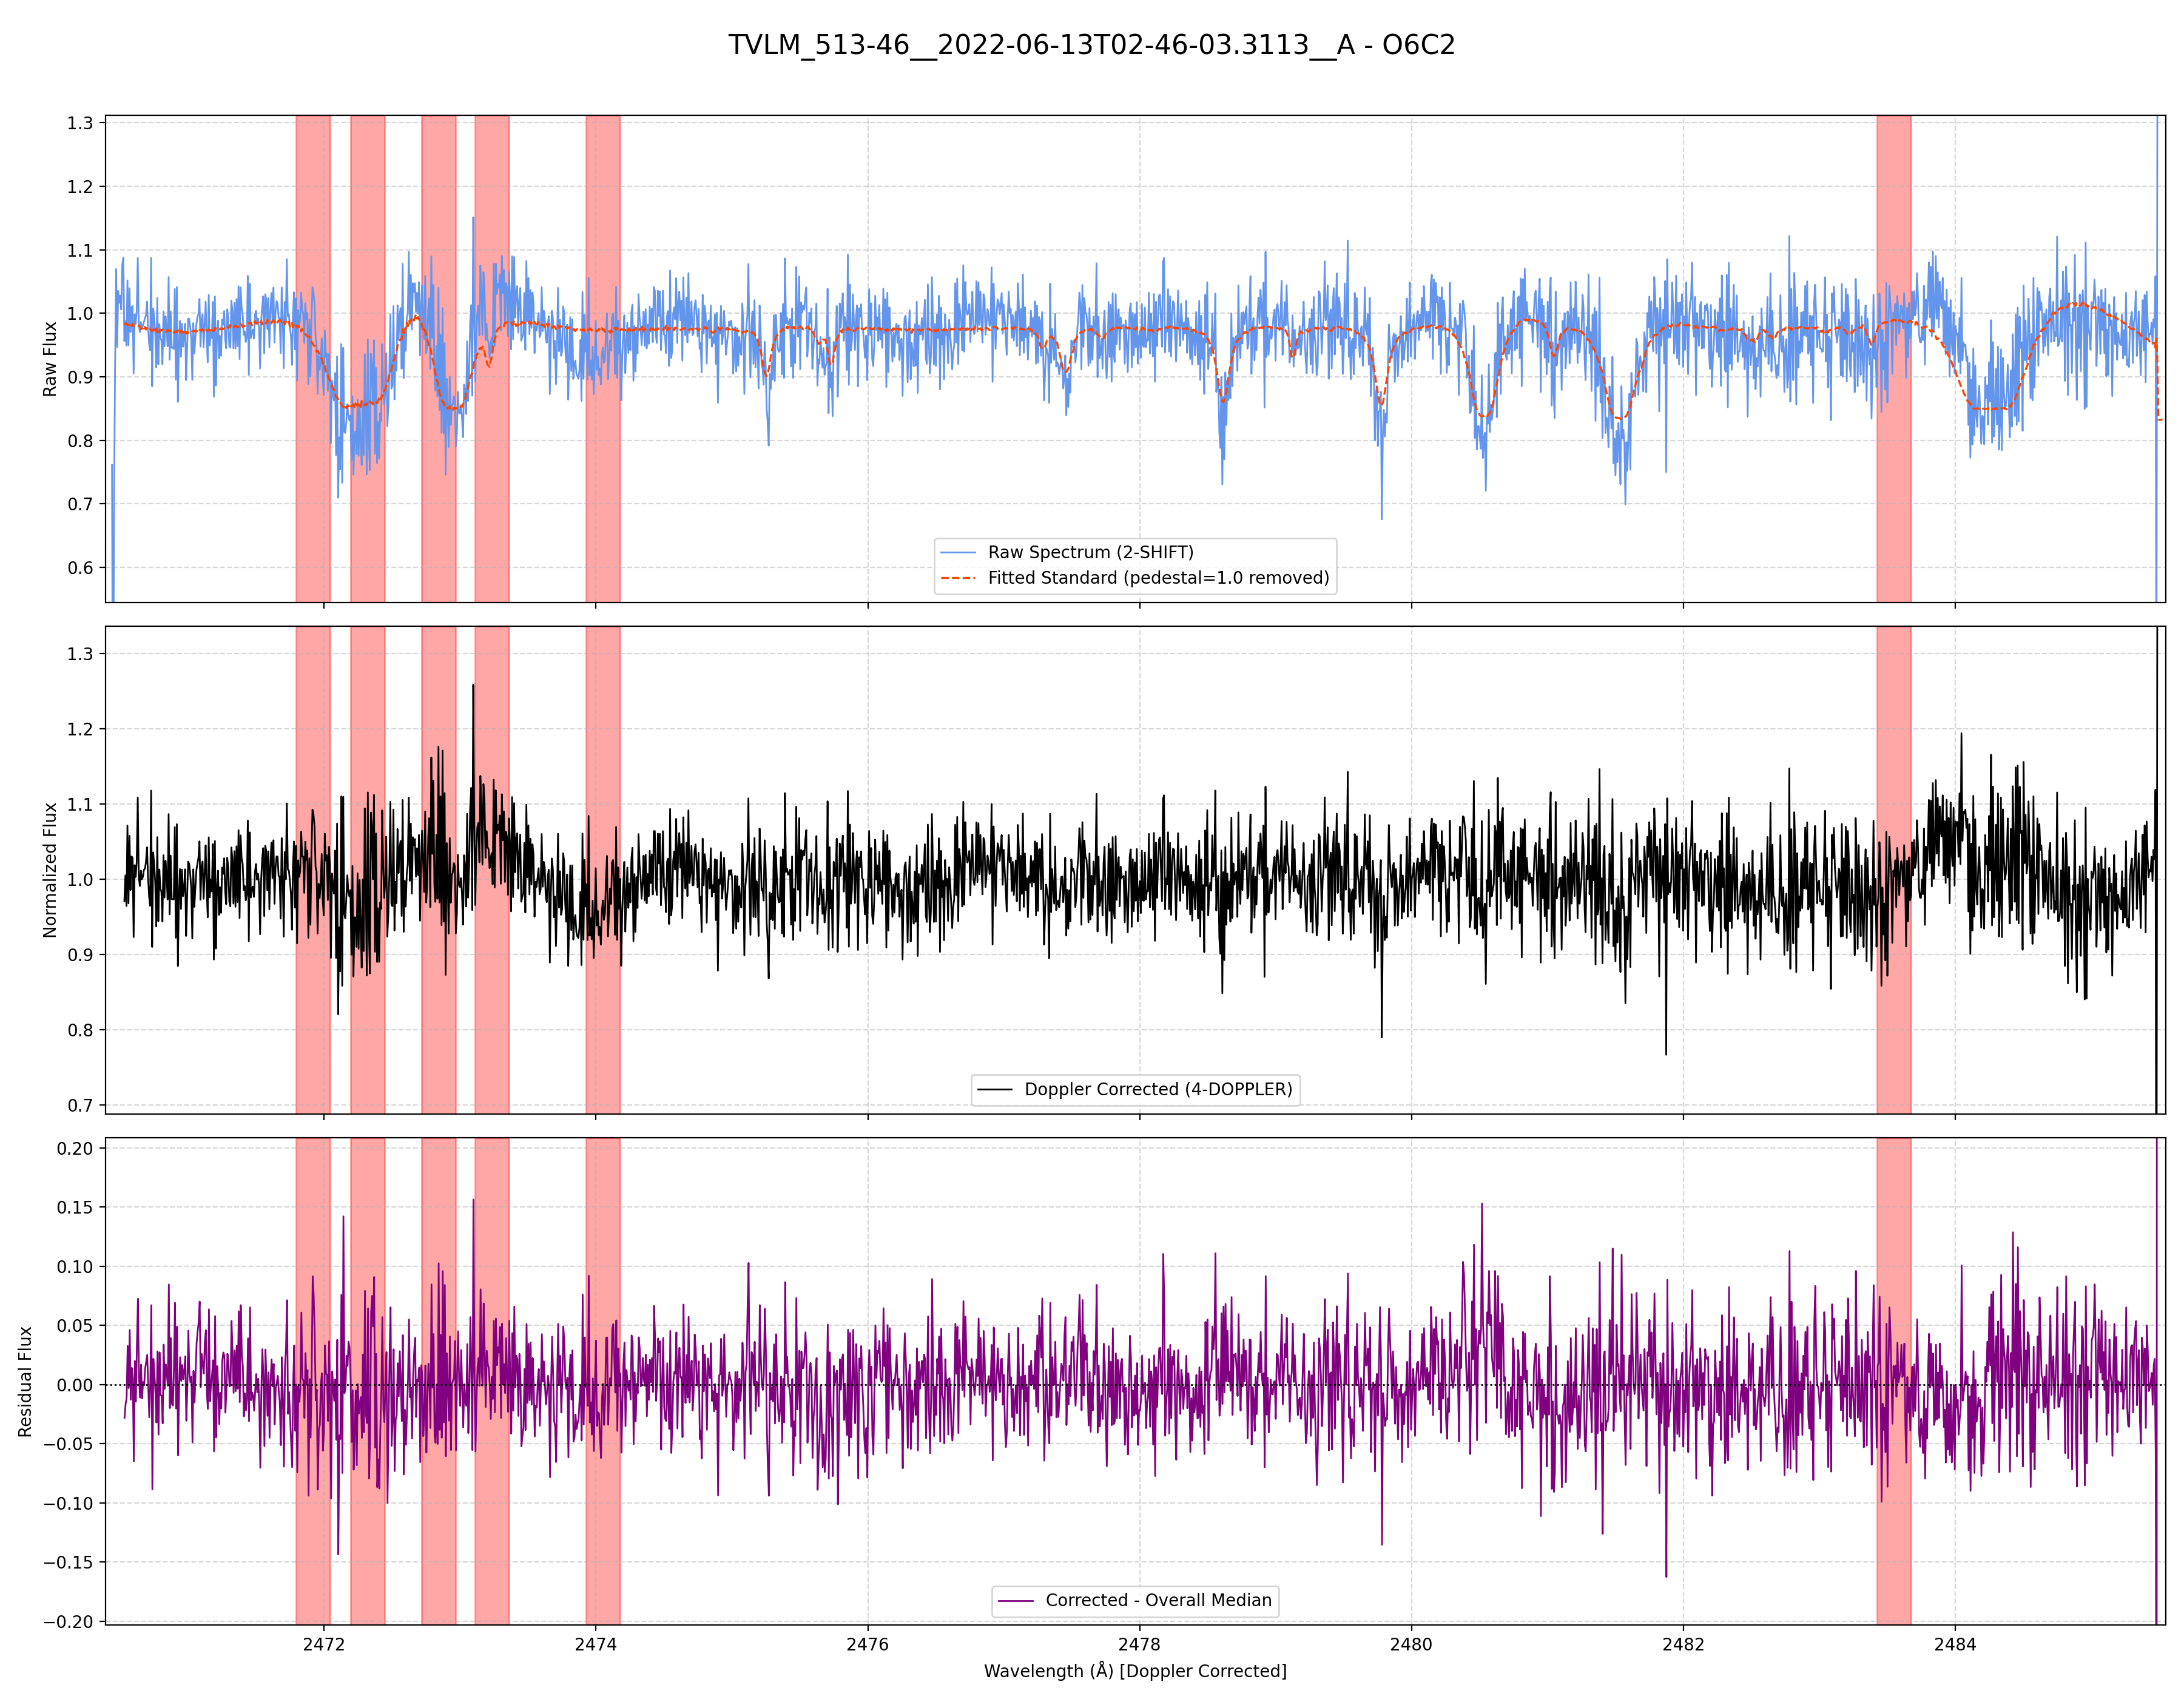 TVLM_513-46__2022-06-13T02-46-03.3113__A - O6C2
1.3
1.2
1.1
1.0
0.9
0.8
0.7
0.6
Raw Flux
Raw Spectrum (2-SHIFT)
Fitted Standard (pedestal=1.0 removed)
1.3
1.2
1.1
1.0
0.9
0.8
0.7
Normalized Flux
Doppler Corrected (4-DOPPLER)
0.20
0.15
0.10
0.05
0.00
−0.05
−0.10
−0.15
−0.20
Residual Flux
Corrected - Overall Median
2472 2474 2476 2478 2480 2482 2484
Wavelength (Å) [Doppler Corrected]